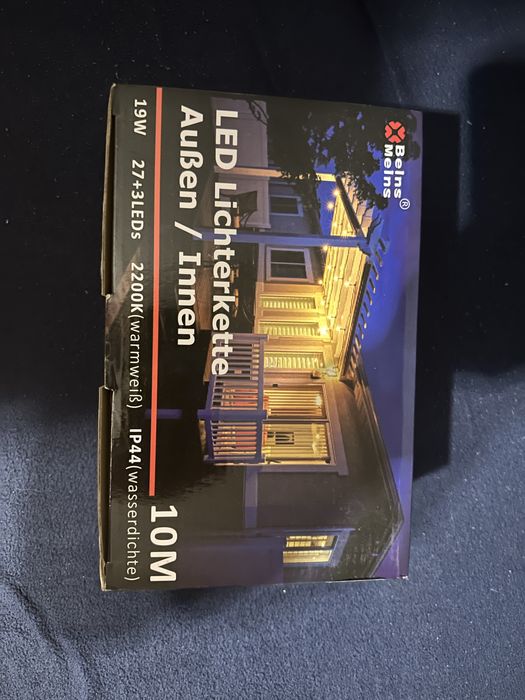 Beins®
Meins
LED Lichterkette
Außen / Innen
10M
19W 27+3LEDs 2200K(warmweiß) IP44(wasserdichte)